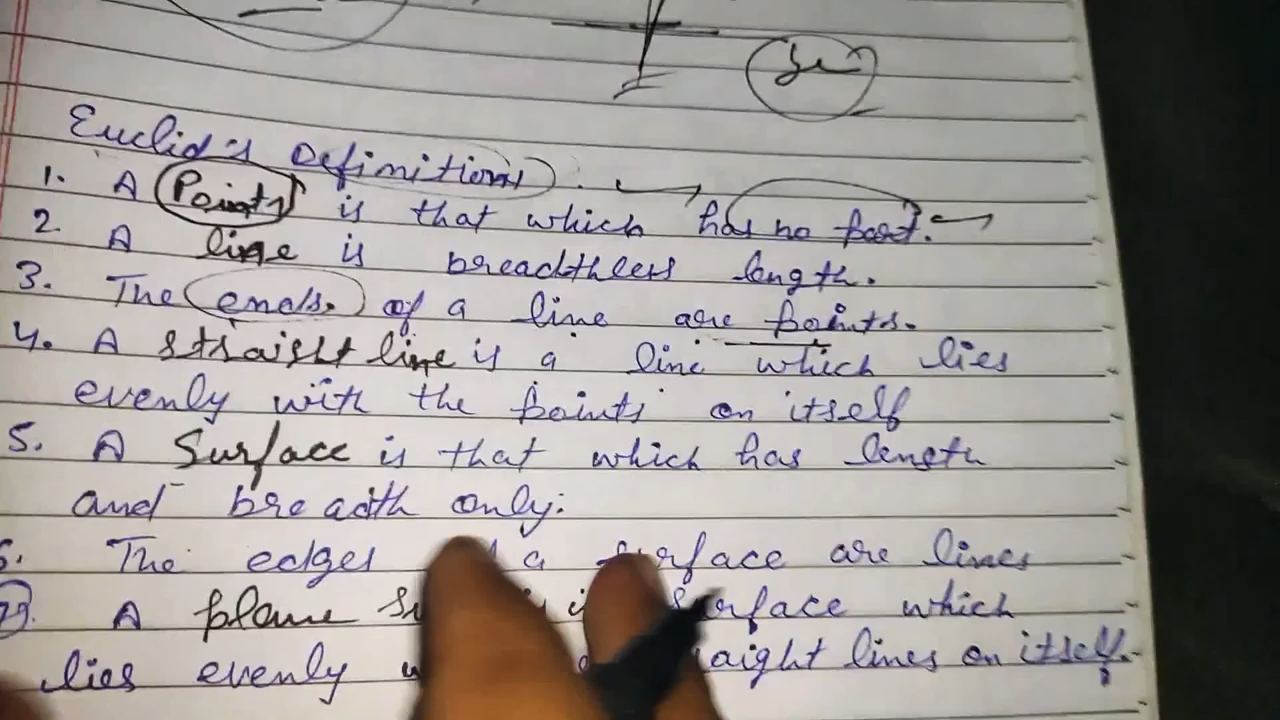 Euclid's Definitions.
1. A Points is that which has no part.
2. A line is breadthless length.
3. The ends. of a line are points.
4. A straight line is a line which lies
evenly with the points on itself
5. A Surface is that which has length
and breadth only.
6. The edges a surface are lines
7. A plane surface which
lies evenly straight lines on itself.